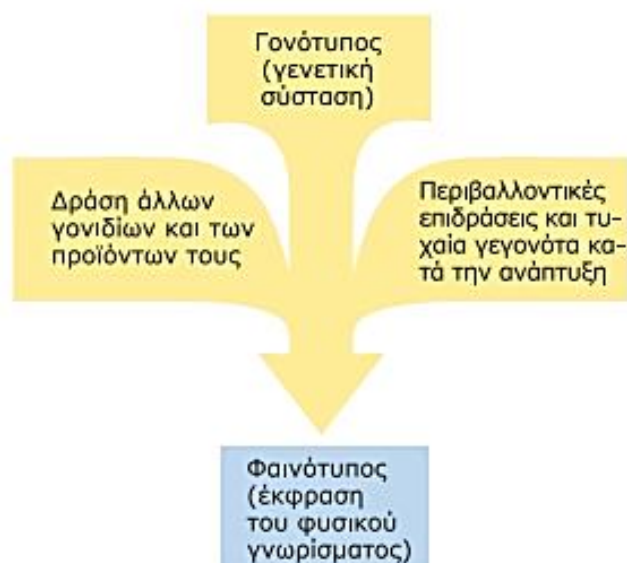 Γονότυπος
(γενετική
σύσταση)
Δράση άλλων
γονιδίων και των
προϊόντων τους
Περιβαλλοντικές
επιδράσεις και τυ-
χαία γεγονότα κα-
τά την ανάπτυξη
Φαινότυπος
(έκφραση
του φυσικού
γνωρίσματος)